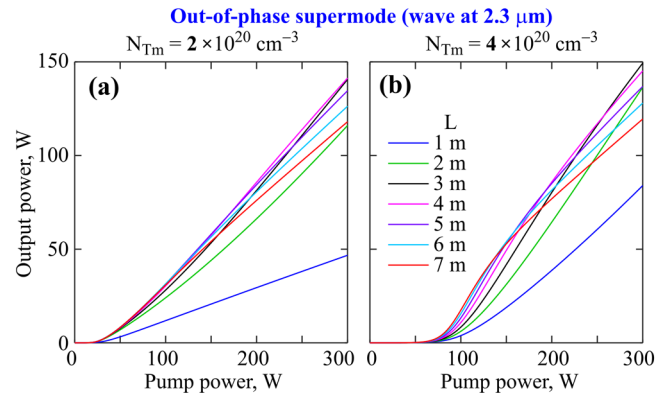 Out-of-phase supermode (wave at 2.3 μm)
N_Tm = 2 ×10^20 cm^−3
N_Tm = 4 ×10^20 cm^−3
(a)
(b)
Output power, W
150
100
50
0
L
1 m
2 m
3 m
4 m
5 m
6 m
7 m
0 100 200 300
0 100 200 300
Pump power, W
Pump power, W